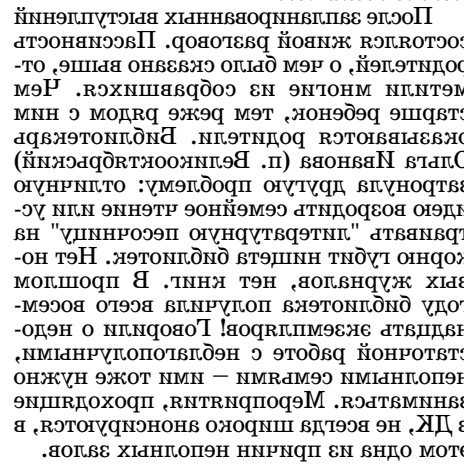 После запланированных выступлений
состоялся живой разговор. Пассивность
родителей, о чем было сказано выше, от-
метили многие из собравшихся. Чем
старше ребенок, тем реже рядом с ним
оказываются родители. Библиотекарь
Ольга Иванова (п. Великооктябрьский)
затронула другую проблему: отличную
идею возродить семейное чтение или ус-
траивать "литературную песочницу" на
корню губит нищета библиотек. Нет но-
вых журналов, нет книг. В прошлом
году библиотека получила всего восем-
надцать экземпляров! Говорили о недо-
статочной работе с неблагополучными,
неполными семьями – ими тоже нужно
заниматься. Мероприятия, проходящие
в ДК, не всегда широко анонсируются, в
этом одна из причин неполных залов.